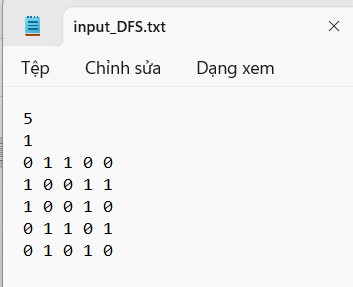 input_DFS.txt
Tệp Chỉnh sửa Dạng xem
5
1
0 1 1 0 0
1 0 0 1 1
1 0 0 1 0
0 1 1 0 1
0 1 0 1 0